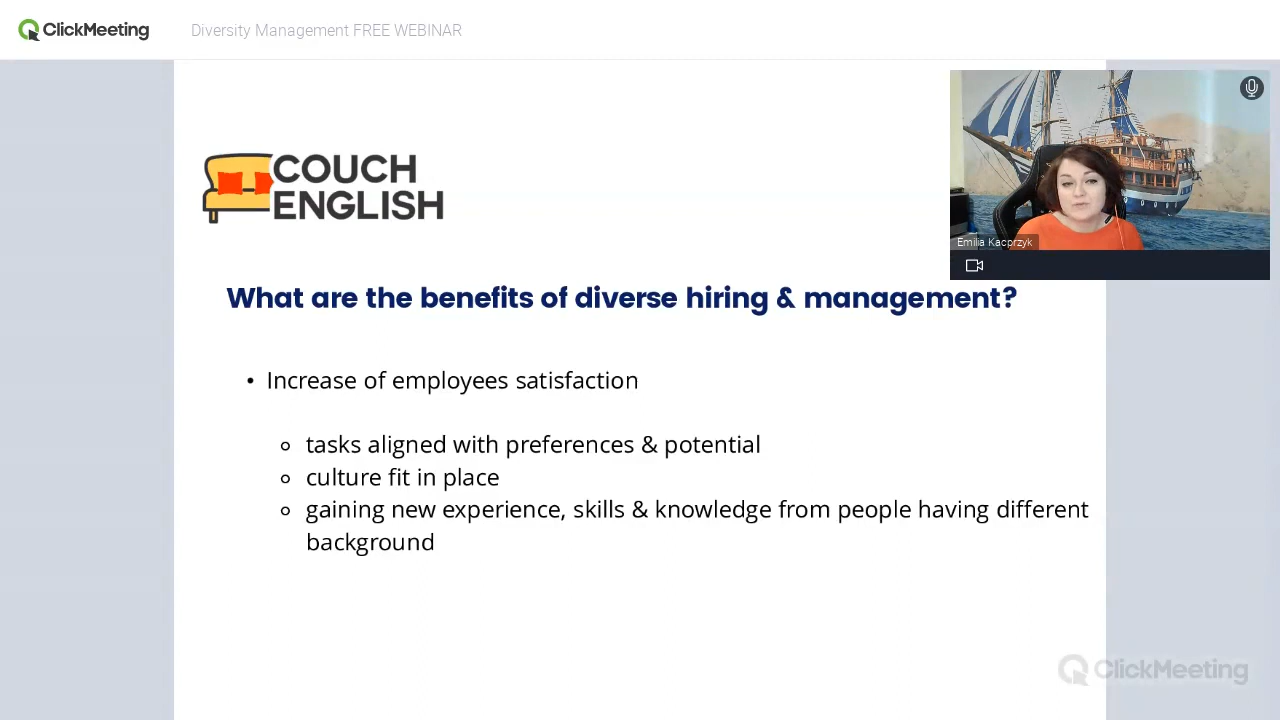 ClickMeeting
Diversity Management FREE WEBINAR
COUCH
ENGLISH
Emilia Kacprzyk
What are the benefits of diverse hiring & management?
• Increase of employees satisfaction
tasks aligned with preferences & potential
culture fit in place
gaining new experience, skills & knowledge from people having different
background
ClickMeeting